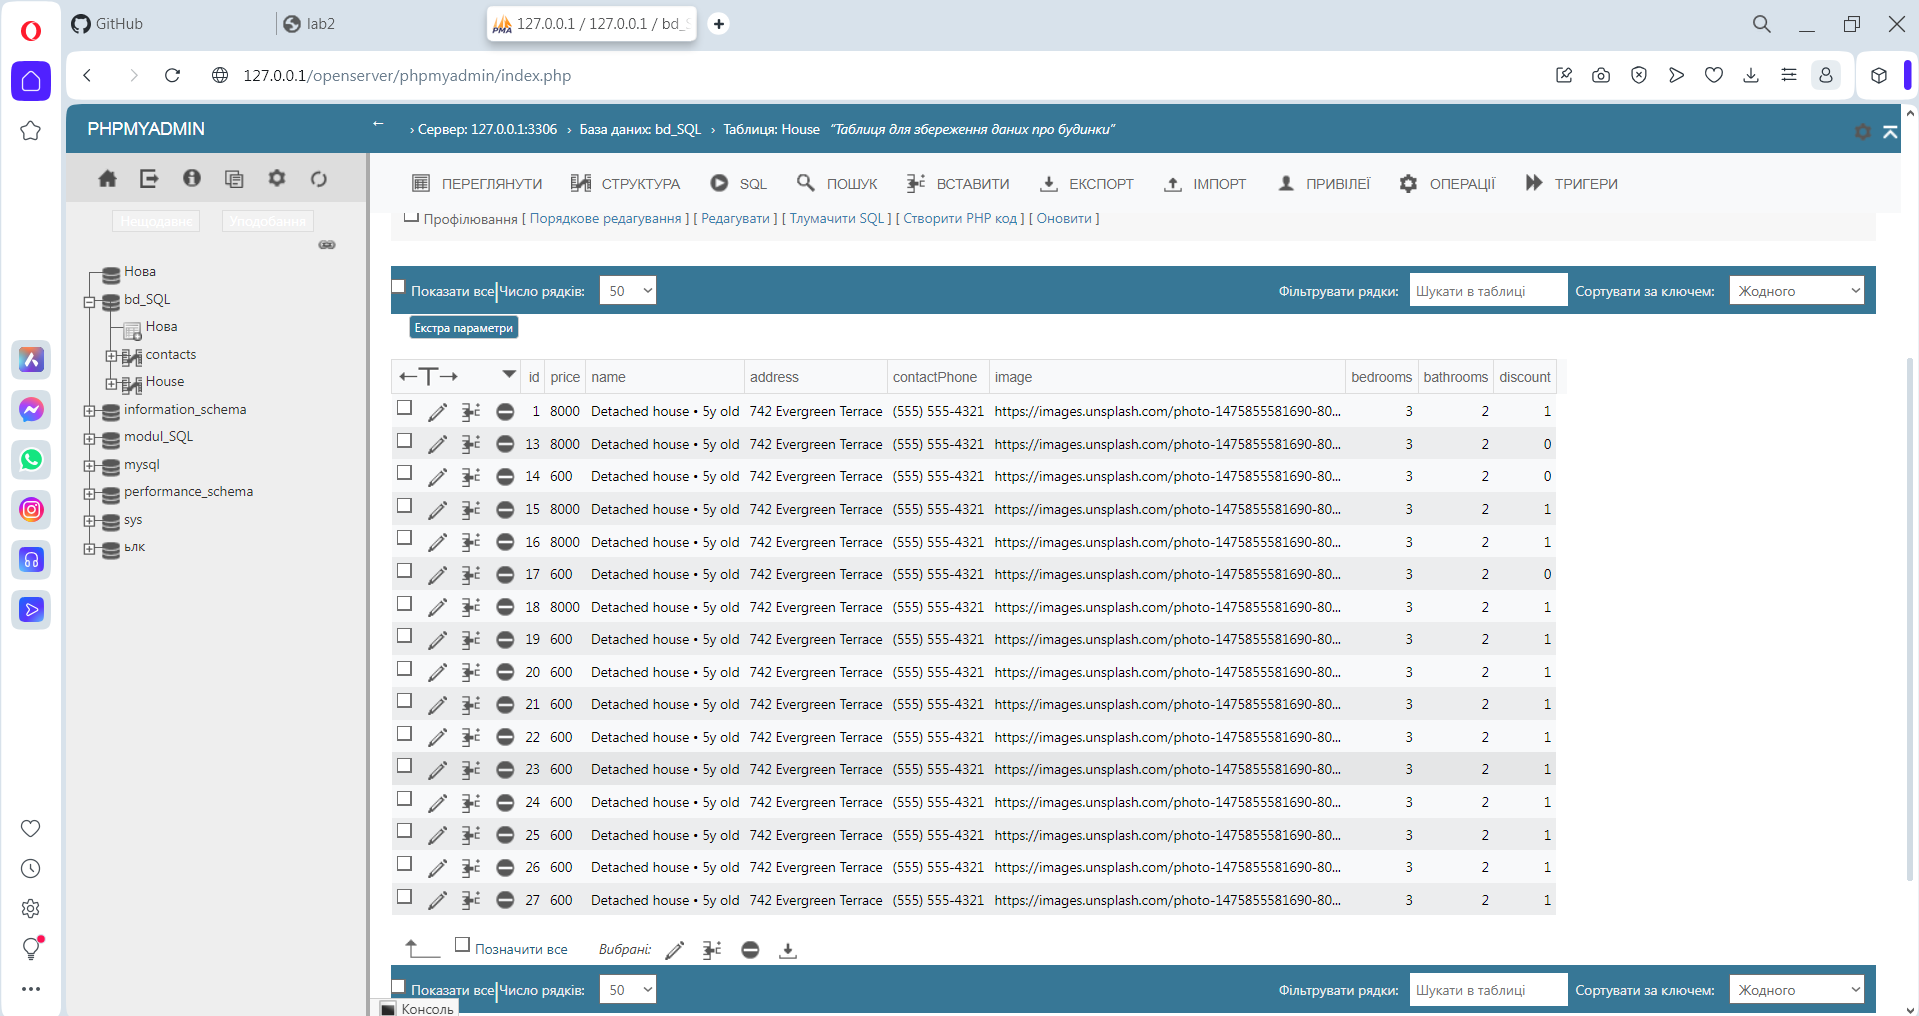 GitHub
lab2
127.0.0.1 / 127.0.0.1 / bd_S
127.0.0.1/openserver/phpmyadmin/index.php
PHPMYADMIN
← › Сервер: 127.0.0.1:3306 › База даних: bd_SQL › Таблиця: House "Таблиця для збереження даних про будинки"
ПЕРЕГЛЯНУТИ СТРУКТУРА SQL ПОШУК ВСТАВИТИ ЕКСПОРТ ІМПОРТ ПРИВІЛЕЇ ОПЕРАЦІЇ ТРИГЕРИ
Нещодавнє Уподобання
Нова
bd_SQL
Нова
contacts
House
information_schema
modul_SQL
mysql
performance_schema
sys
ьлк
Профілювання [ Порядкове редагування ] [ Редагувати ] [ Тлумачити SQL ] [ Створити PHP код ] [ Оновити ]
Показати все Число рядків: 50 Фільтрувати рядки: Шукати в таблиці Сортувати за ключем: Жодного
Екстра параметри
←T→ id price name address contactPhone image bedrooms bathrooms discount
1 8000 Detached house • 5y old 742 Evergreen Terrace (555) 555-4321 https://images.unsplash.com/photo-1475855581690-80... 3 2 1
13 8000 Detached house • 5y old 742 Evergreen Terrace (555) 555-4321 https://images.unsplash.com/photo-1475855581690-80... 3 2 0
14 600 Detached house • 5y old 742 Evergreen Terrace (555) 555-4321 https://images.unsplash.com/photo-1475855581690-80... 3 2 0
15 8000 Detached house • 5y old 742 Evergreen Terrace (555) 555-4321 https://images.unsplash.com/photo-1475855581690-80... 3 2 1
16 8000 Detached house • 5y old 742 Evergreen Terrace (555) 555-4321 https://images.unsplash.com/photo-1475855581690-80... 3 2 1
17 600 Detached house • 5y old 742 Evergreen Terrace (555) 555-4321 https://images.unsplash.com/photo-1475855581690-80... 3 2 0
18 8000 Detached house • 5y old 742 Evergreen Terrace (555) 555-4321 https://images.unsplash.com/photo-1475855581690-80... 3 2 1
19 600 Detached house • 5y old 742 Evergreen Terrace (555) 555-4321 https://images.unsplash.com/photo-1475855581690-80... 3 2 1
20 600 Detached house • 5y old 742 Evergreen Terrace (555) 555-4321 https://images.unsplash.com/photo-1475855581690-80... 3 2 1
21 600 Detached house • 5y old 742 Evergreen Terrace (555) 555-4321 https://images.unsplash.com/photo-1475855581690-80... 3 2 1
22 600 Detached house • 5y old 742 Evergreen Terrace (555) 555-4321 https://images.unsplash.com/photo-1475855581690-80... 3 2 1
23 600 Detached house • 5y old 742 Evergreen Terrace (555) 555-4321 https://images.unsplash.com/photo-1475855581690-80... 3 2 1
24 600 Detached house • 5y old 742 Evergreen Terrace (555) 555-4321 https://images.unsplash.com/photo-1475855581690-80... 3 2 1
25 600 Detached house • 5y old 742 Evergreen Terrace (555) 555-4321 https://images.unsplash.com/photo-1475855581690-80... 3 2 1
26 600 Detached house • 5y old 742 Evergreen Terrace (555) 555-4321 https://images.unsplash.com/photo-1475855581690-80... 3 2 1
27 600 Detached house • 5y old 742 Evergreen Terrace (555) 555-4321 https://images.unsplash.com/photo-1475855581690-80... 3 2 1
Позначити все Вибрані:
Показати все Число рядків: 50 Фільтрувати рядки: Шукати в таблиці Сортувати за ключем: Жодного
Консоль